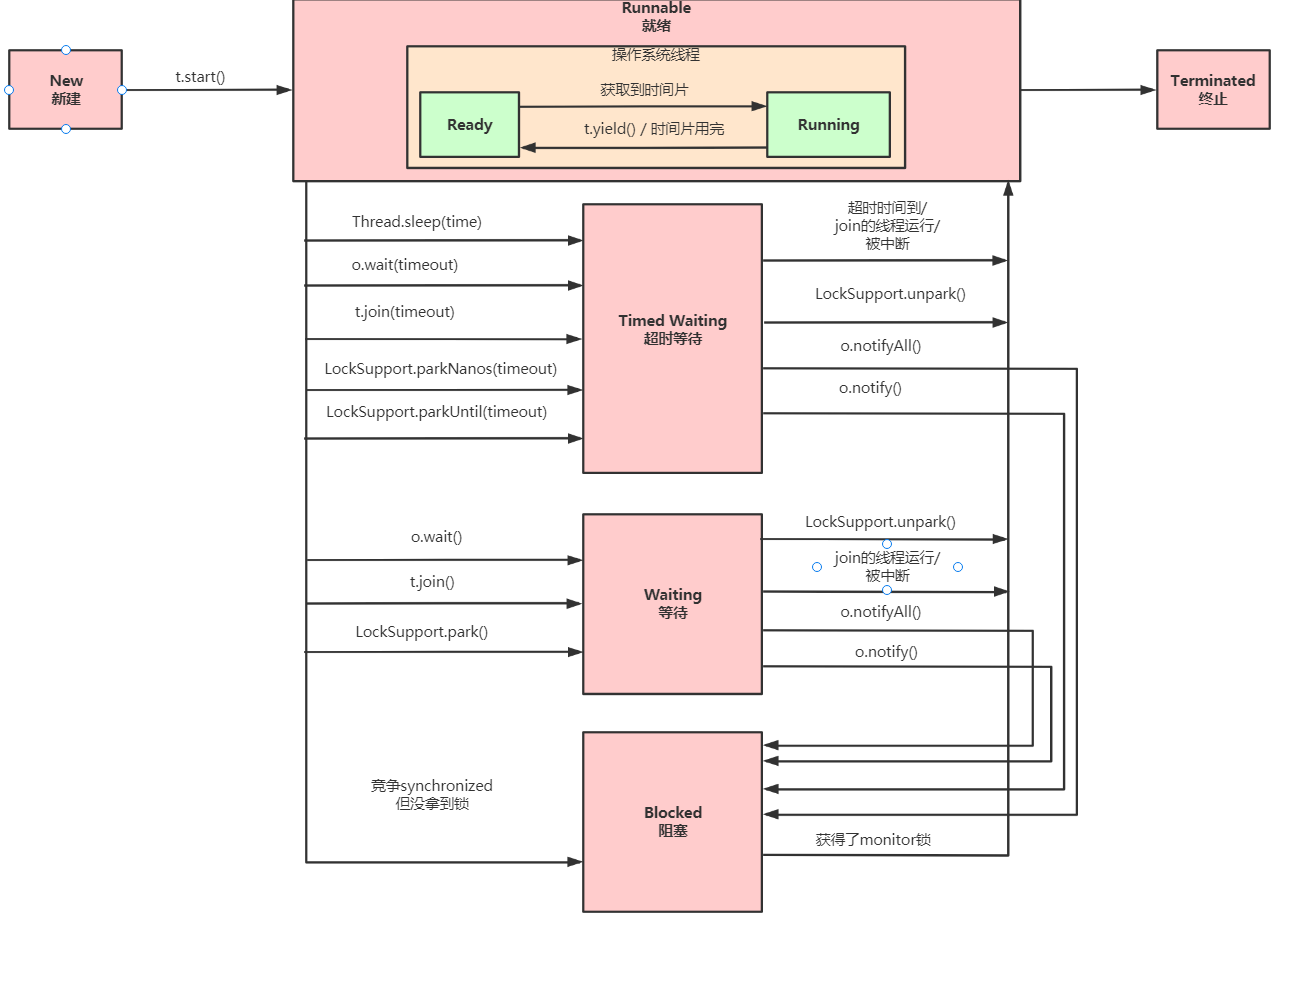 Runnable
就绪
操作系统线程
New
新建
t.start()
获取到时间片
Ready
t.yield() / 时间片用完
Running
Terminated
终止
Thread.sleep(time)
o.wait(timeout)
t.join(timeout)
LockSupport.parkNanos(timeout)
LockSupport.parkUntil(timeout)
Timed Waiting
超时等待
超时时间到/
join的线程运行/
被中断
LockSupport.unpark()
o.notifyAll()
o.notify()
o.wait()
t.join()
LockSupport.park()
Waiting
等待
LockSupport.unpark()
join的线程运行/
被中断
o.notifyAll()
o.notify()
竞争synchronized
但没拿到锁
Blocked
阻塞
获得了monitor锁